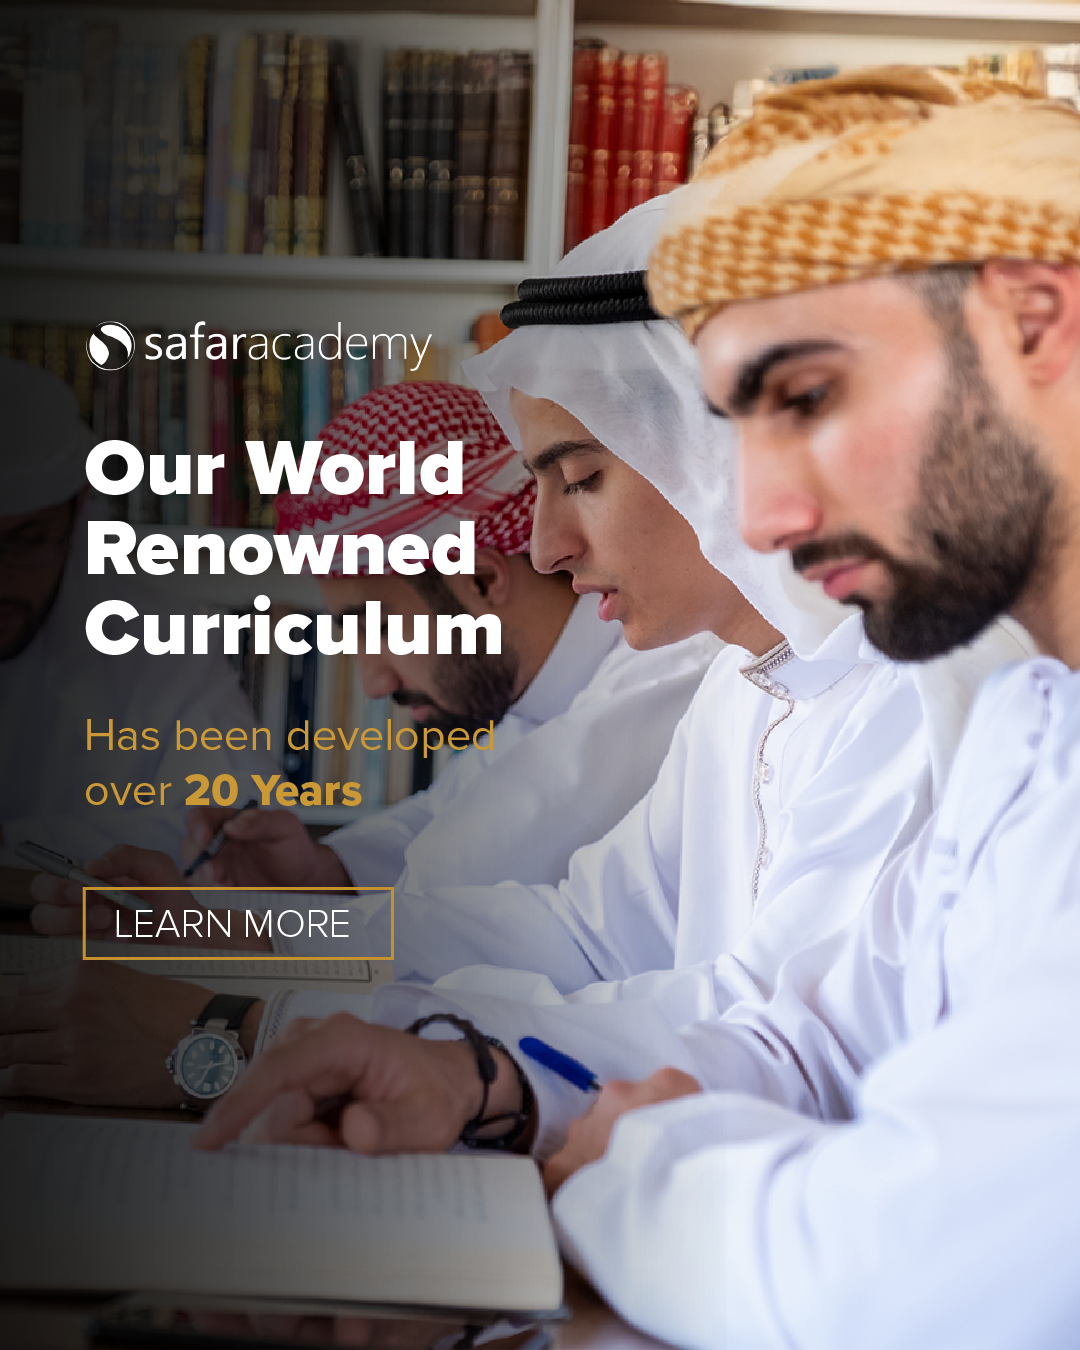 safaracademy
Our World
Renowned
Curriculum
Has been developed
over 20 Years
LEARN MORE